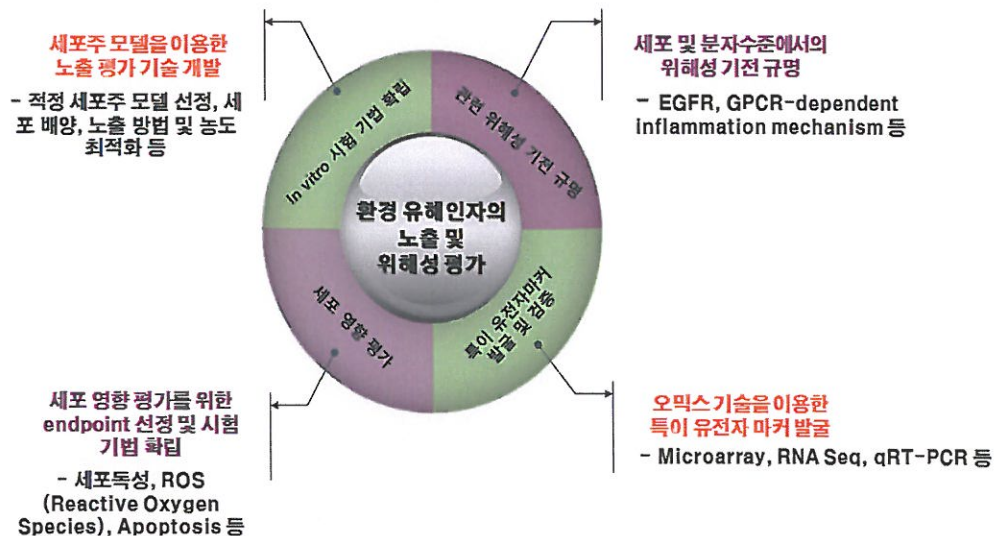 세포주 모델을 이용한
노출 평가 기술 개발
- 적정 세포주 모델 선정, 세
포 배양, 노출 방법 및 농도
최적화 등
세포 및 분자수준에서의
위해성 기전 규명
- EGFR, GPCR-dependent
inflammation mechanism 등
In vitro 시험 기법 확립
관련 위해성 기전 규명
환경 유해인자의
노출 및
위해성 평가
세포 영향 평가
특이 유전자마커
발굴 및 검증
세포 영향 평가를 위한
endpoint 선정 및 시험
기법 확립
- 세포독성, ROS
(Reactive Oxygen
Species), Apoptosis 등
오믹스 기술을 이용한
특이 유전자 마커 발굴
- Microarray, RNA Seq, qRT-PCR 등